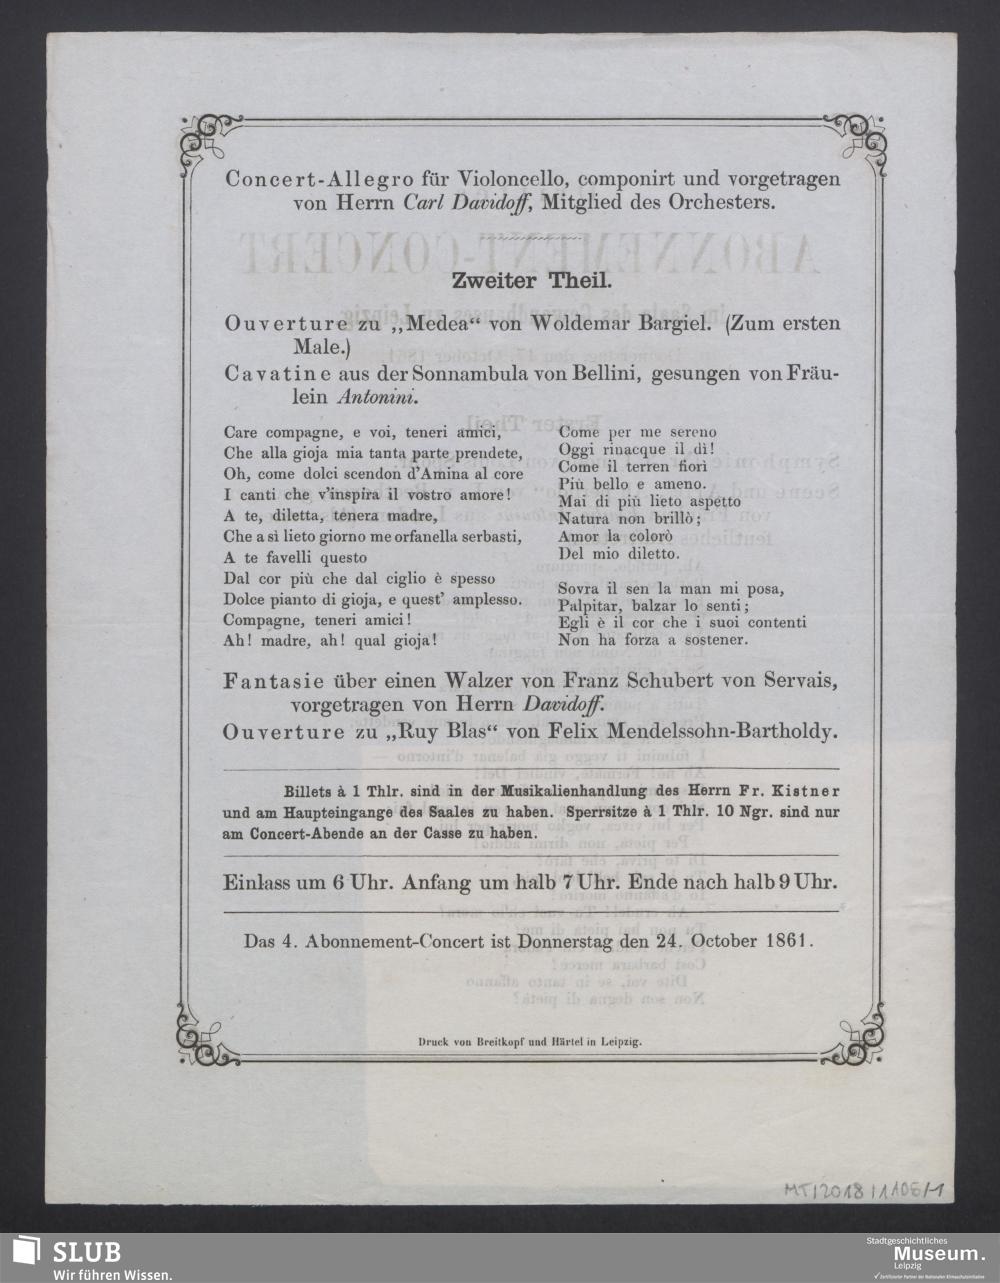 Concert-Allegro für Violoncello, componirt und vorgetragen
von Herrn Carl Davidoff, Mitglied des Orchesters.
Zweiter Theil.
Ouverture zu „Medea“ von Woldemar Bargiel. (Zum ersten
Male.)
Cavatine aus der Sonnambula von Bellini, gesungen von Fräu-
lein Antonini.
Care compagne, e voi, teneri amici,
Che alla gioja mia tanta parte prendete,
Oh, come dolci scendon d'Amina al core
I canti che v'inspira il vostro amore!
A te, diletta, tenera madre,
Che a sì lieto giorno me orfanella serbasti,
A te favelli questo
Dal cor più che dal ciglio è spesso
Dolce pianto di gioja, e quest' amplesso.
Compagne, teneri amici!
Ah! madre, ah! qual gioja!
Come per me sereno
Oggi rinacque il dì!
Come il terren fiorì
Più bello e ameno.
Mai di più lieto aspetto
Natura non brillò;
Amor la colorò
Del mio diletto.
Sovra il sen la man mi posa,
Palpitar, balzar lo senti;
Egli è il cor che i suoi contenti
Non ha forza a sostener.
Fantasie über einen Walzer von Franz Schubert von Servais,
vorgetragen von Herrn Davidoff.
Ouverture zu „Ruy Blas“ von Felix Mendelssohn-Bartholdy.
Billets à 1 Thlr. sind in der Musikalienhandlung des Herrn Fr. Kistner
und am Haupteingange des Saales zu haben. Sperrsitze à 1 Thlr. 10 Ngr. sind nur
am Concert-Abende an der Casse zu haben.
Einlass um 6 Uhr. Anfang um halb 7 Uhr. Ende nach halb 9 Uhr.
Das 4. Abonnement-Concert ist Donnerstag den 24. October 1861.
Druck von Breitkopf und Härtel in Leipzig.
MT/2018/1106/1
SLUB
Wir führen Wissen.
Stadtgeschichtliches
Museum.
Leipzig